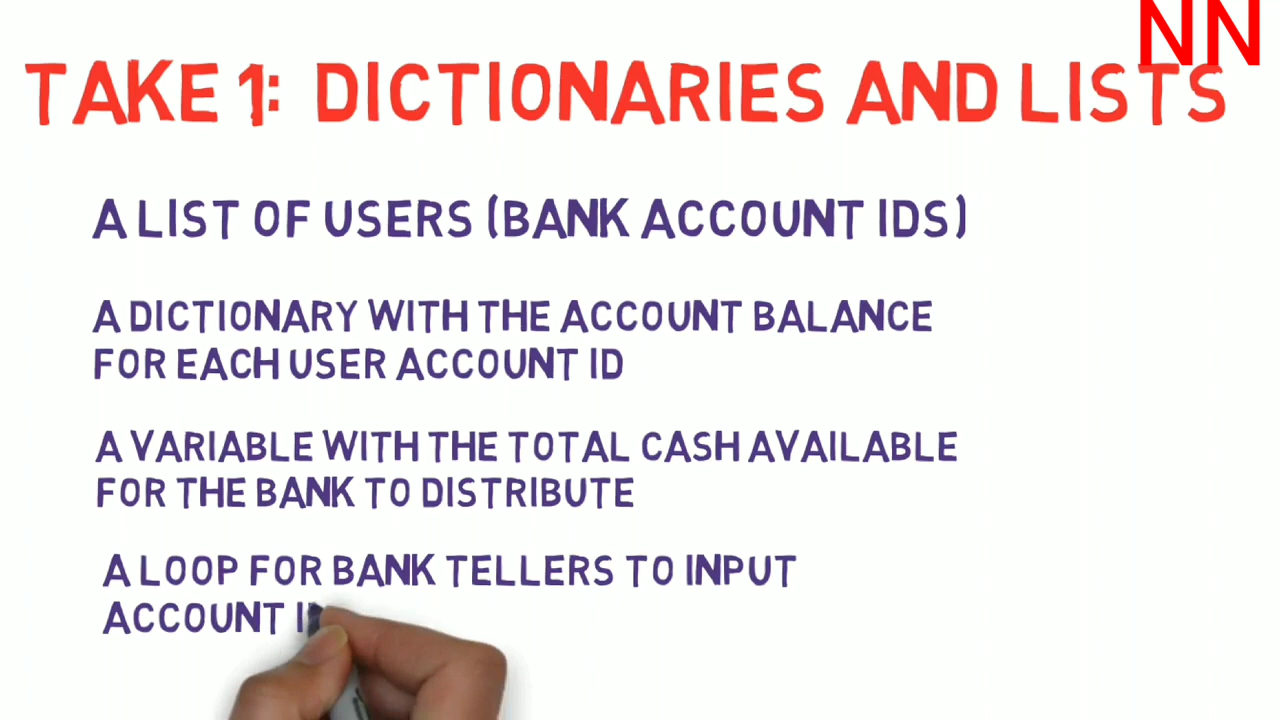 NN
TAKE 1: DICTIONARIES AND LISTS
A LIST OF USERS (BANK ACCOUNT IDS)
A DICTIONARY WITH THE ACCOUNT BALANCE
FOR EACH USER ACCOUNT ID
A VARIABLE WITH THE TOTAL CASH AVAILABLE
FOR THE BANK TO DISTRIBUTE
A LOOP FOR BANK TELLERS TO INPUT
ACCOUNT